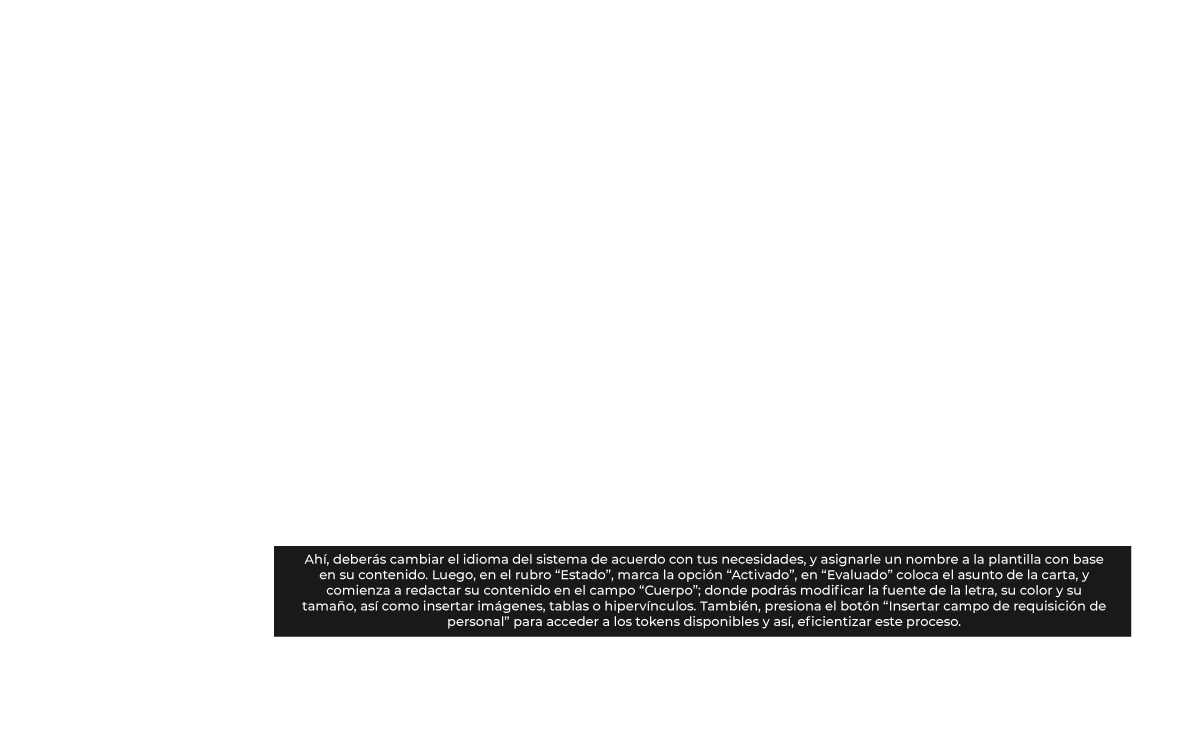 Ahí, deberás cambiar el idioma del sistema de acuerdo con tus necesidades, y asignarle un nombre a la plantilla con base
en su contenido. Luego, en el rubro “Estado”, marca la opción “Activado”, en “Evaluado” coloca el asunto de la carta, y
comienza a redactar su contenido en el campo “Cuerpo”; donde podrás modificar la fuente de la letra, su color y su
tamaño, así como insertar imágenes, tablas o hipervínculos. También, presiona el botón “Insertar campo de requisición de
personal” para acceder a los tokens disponibles y así, eficientizar este proceso.